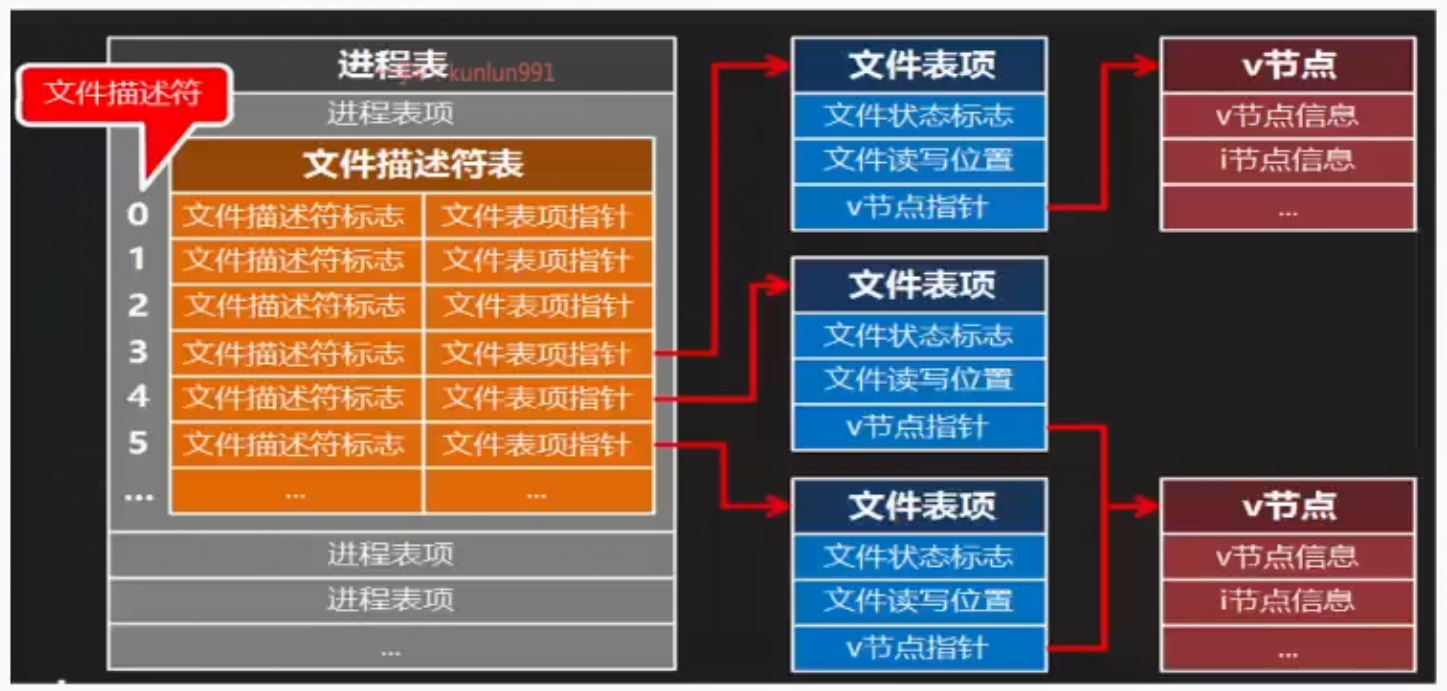 进程表
kunlun991
文件描述符
进程表项
文件描述符表
0 文件描述符标志 文件表项指针
1 文件描述符标志 文件表项指针
2 文件描述符标志 文件表项指针
3 文件描述符标志 文件表项指针
4 文件描述符标志 文件表项指针
5 文件描述符标志 文件表项指针
... ... ...
进程表项
进程表项
...
文件表项
文件状态标志
文件读写位置
v节点指针
文件表项
文件状态标志
文件读写位置
v节点指针
文件表项
文件状态标志
文件读写位置
v节点指针
v节点
v节点信息
i节点信息
...
v节点
v节点信息
i节点信息
...